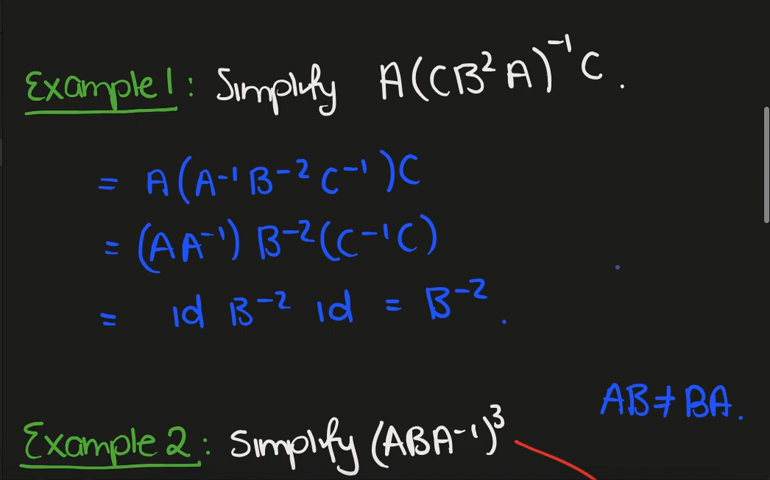 Example 1: Simplify A(CB²A)⁻¹C.
= A(A⁻¹B⁻²C⁻¹)C
= (AA⁻¹)B⁻²(C⁻¹C)
= id B⁻² id = B⁻².
AB≠BA.
Example 2: Simplify (ABA⁻¹)³